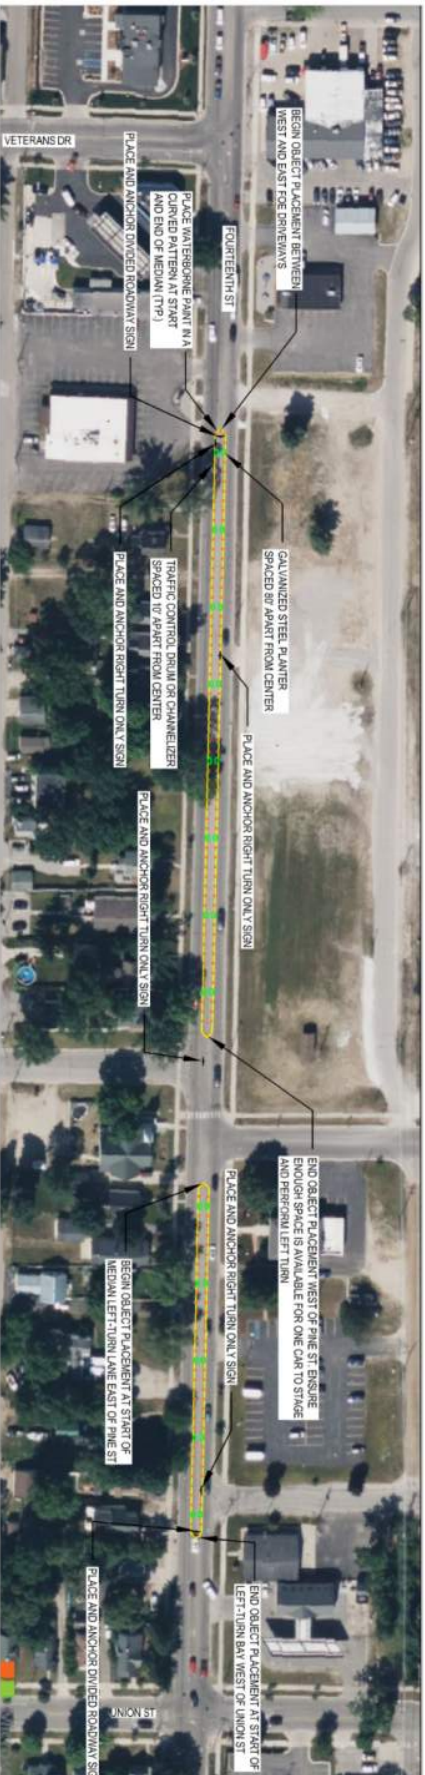 VETERANS DR
BEGIN OBJECT PLACEMENT BETWEEN
WEST AND EAST FOE DRIVEWAYS
FOURTEENTH ST
PLACE WATERBORNE PAINT IN A
CURVED PATTERN AT START
AND END OF MEDIAN (TYP.)
PLACE AND ANCHOR DIVIDED ROADWAY SIGN
GALVANIZED STEEL PLANTER
SPACED 80' APART FROM CENTER
TRAFFIC CONTROL DRUM OR CHANNELIZER
SPACED 10' APART FROM CENTER
PLACE AND ANCHOR RIGHT TURN ONLY SIGN
PLACE AND ANCHOR RIGHT TURN ONLY SIGN
PLACE AND ANCHOR RIGHT TURN ONLY SIGN
END OBJECT PLACEMENT WEST OF PINE ST. ENSURE
ENOUGH SPACE IS AVAILABLE FOR ONE CAR TO STAGE
AND PERFORM LEFT TURN
PLACE AND ANCHOR RIGHT TURN ONLY SIGN
BEGIN OBJECT PLACEMENT AT START OF
MEDIAN LEFT-TURN LANE EAST OF PINE ST
END OBJECT PLACEMENT AT START OF
LEFT-TURN BAY WEST OF UNION ST
PLACE AND ANCHOR DIVIDED ROADWAY SIG
UNION ST